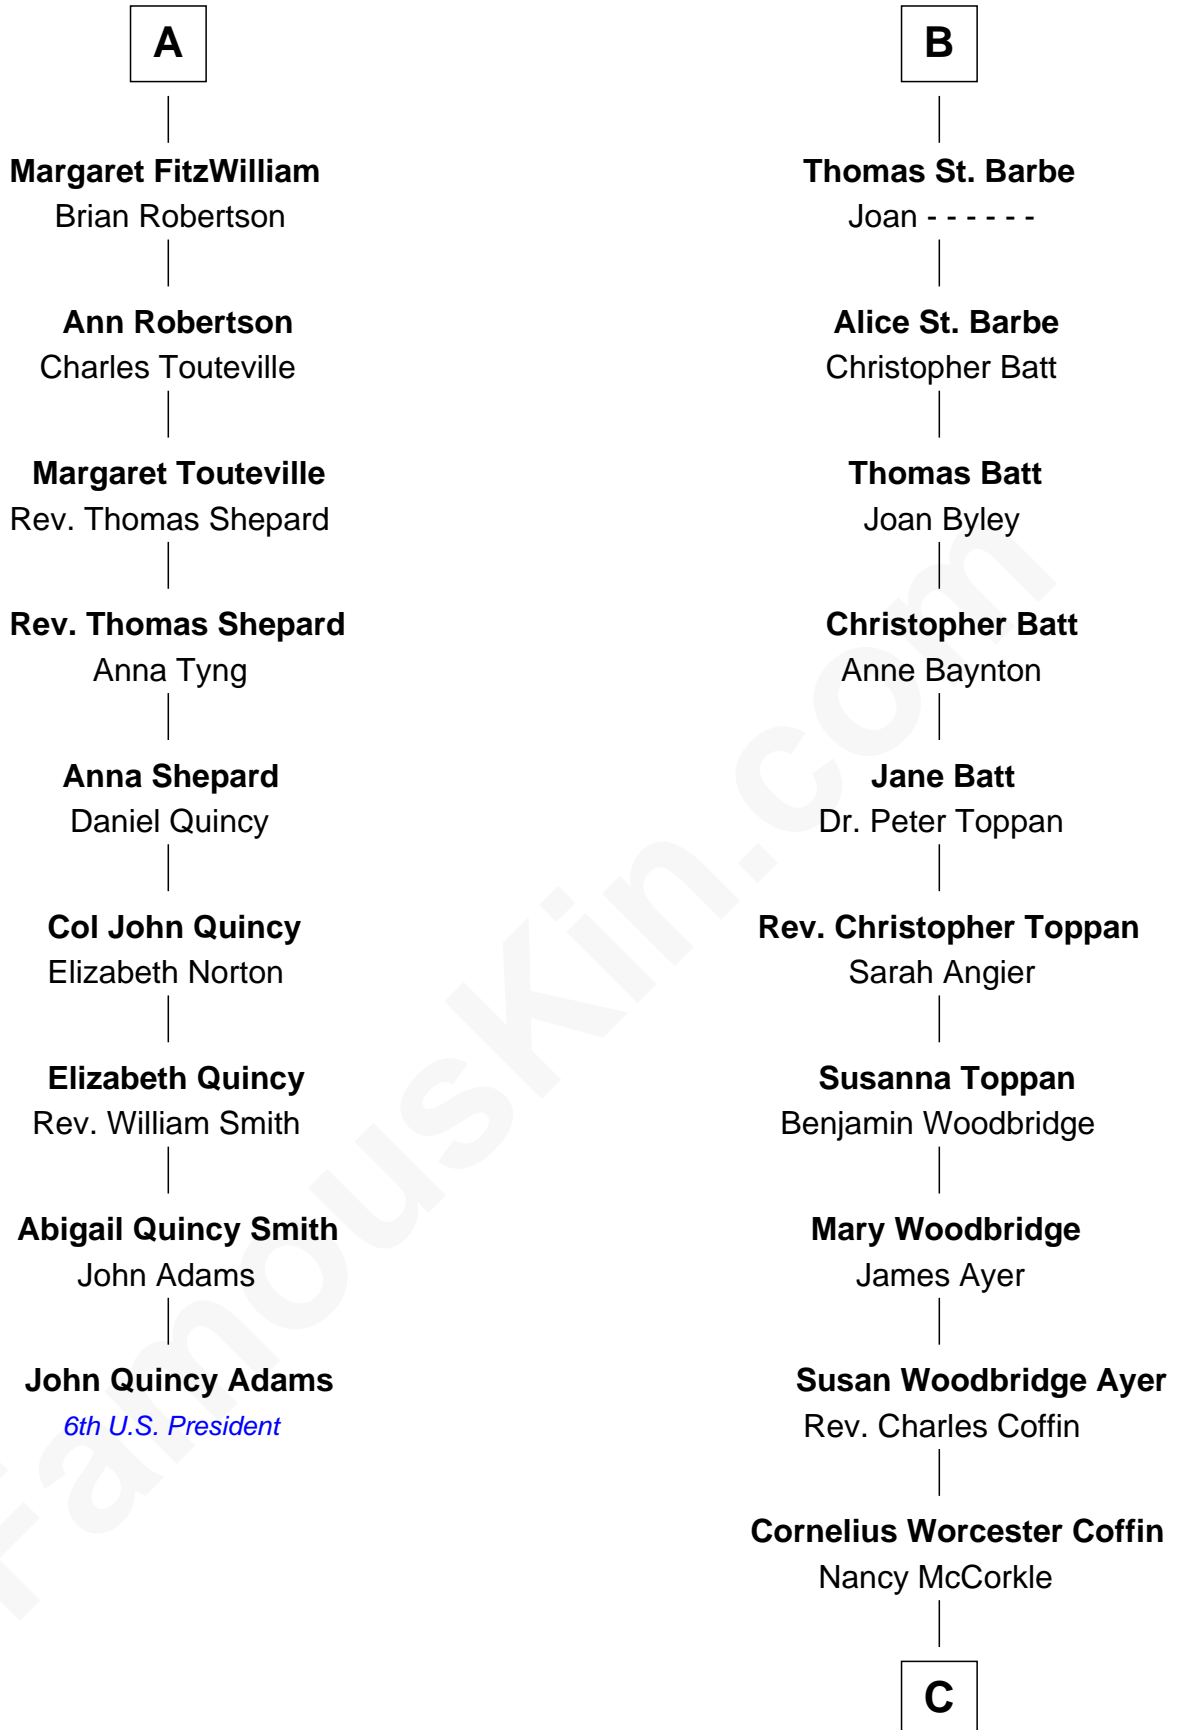 A
Margaret FitzWilliam
Brian Robertson
Ann Robertson
Charles Touteville
Margaret Touteville
Rev. Thomas Shepard
Rev. Thomas Shepard
Anna Tyng
Anna Shepard
Daniel Quincy
Col John Quincy
Elizabeth Norton
Elizabeth Quincy
Rev. William Smith
Abigail Quincy Smith
John Adams
John Quincy Adams
6th U.S. President
B
Thomas St. Barbe
Joan - - - - - -
Alice St. Barbe
Christopher Batt
Thomas Batt
Joan Byley
Christopher Batt
Anne Baynton
Jane Batt
Dr. Peter Toppan
Rev. Christopher Toppan
Sarah Angier
Susanna Toppan
Benjamin Woodbridge
Mary Woodbridge
James Ayer
Susan Woodbridge Ayer
Rev. Charles Coffin
Cornelius Worcester Coffin
Nancy McCorkle
C
FamousKin.com